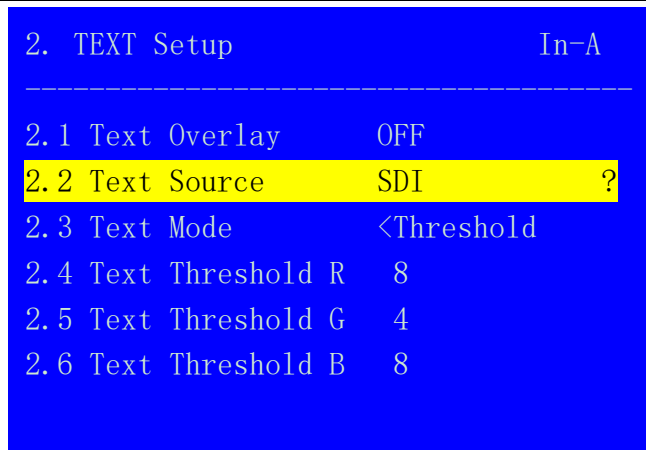 2. TEXT Setup In-A
--------------------------------------
2.1 Text Overlay OFF
2.2 Text Source SDI ?
2.3 Text Mode <Threshold
2.4 Text Threshold R 8
2.5 Text Threshold G 4
2.6 Text Threshold B 8